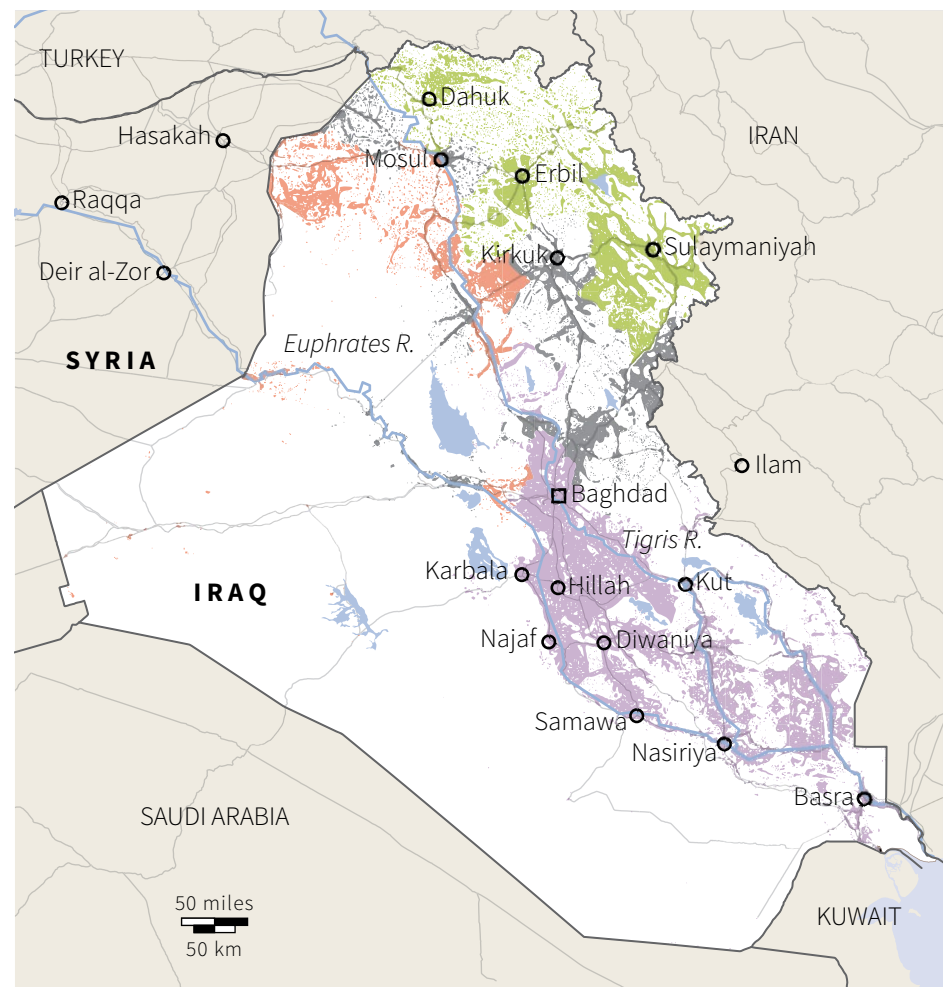 TURKEY
Dahuk
Hasakah
IRAN
Mosul
Erbil
Raqqa
Sulaymaniyah
Kirkuk
Deir al-Zor
Euphrates R.
SYRIA
Ilam
Baghdad
Tigris R.
Karbala
Hillah
Kut
IRAQ
Najaf
Diwaniya
Samawa
Nasiriya
Basra
SAUDI ARABIA
50 miles
50 km
KUWAIT